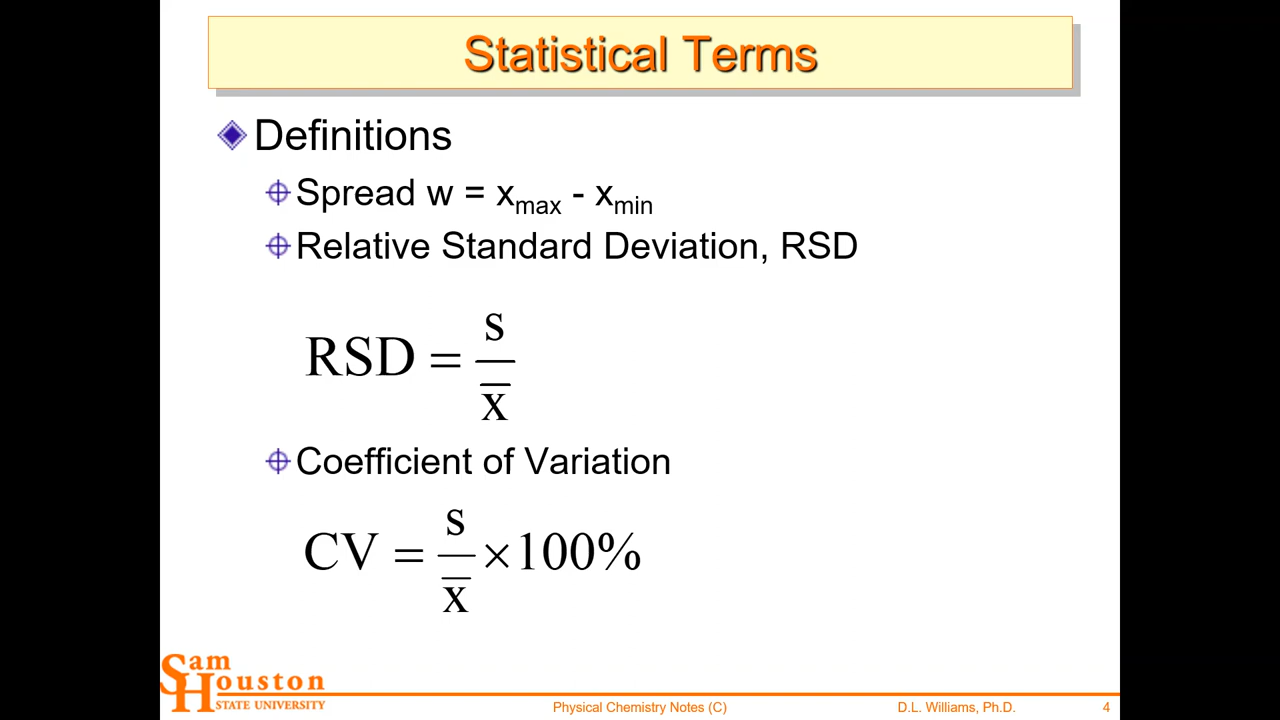 Statistical Terms
Definitions
Spread w = xmax - xmin
Relative Standard Deviation, RSD
RSD = s / x̅
Coefficient of Variation
CV = s / x̅ ×100%
Sam
Houston
STATE UNIVERSITY
Physical Chemistry Notes (C) D.L. Williams, Ph.D. 4